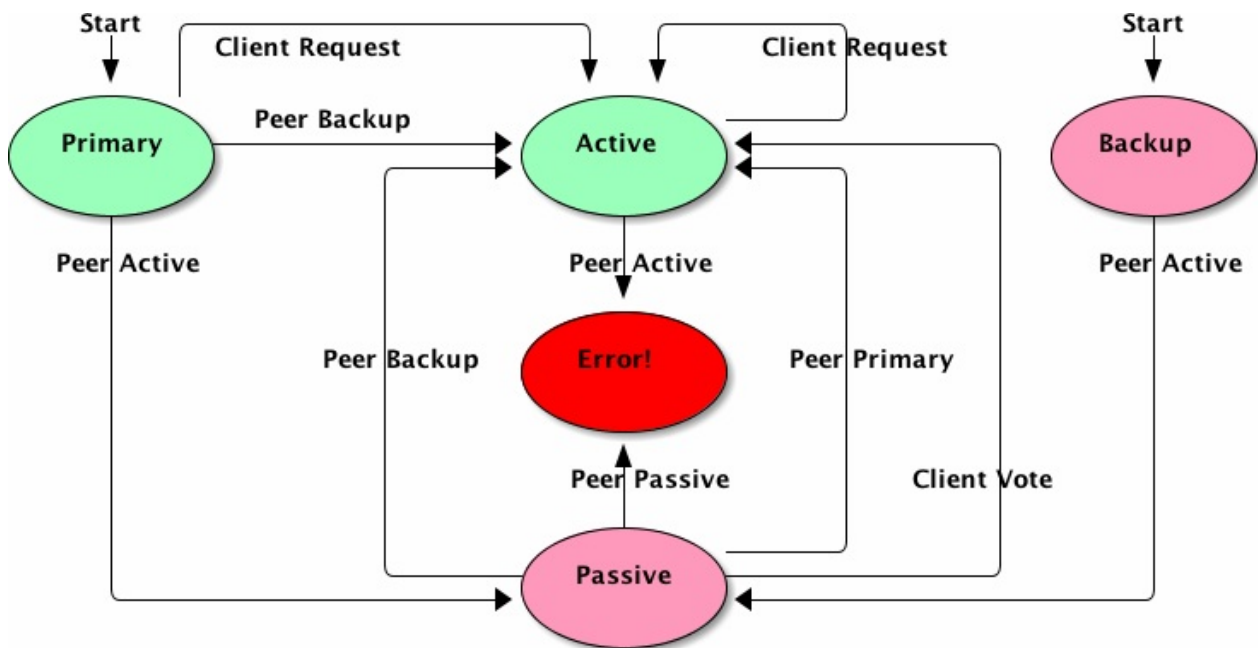 Start
Start
Client Request
Client Request
Peer Backup
Primary
Active
Backup
Peer Active
Peer Active
Peer Active
Peer Backup
Error!
Peer Primary
Peer Passive
Client Vote
Passive